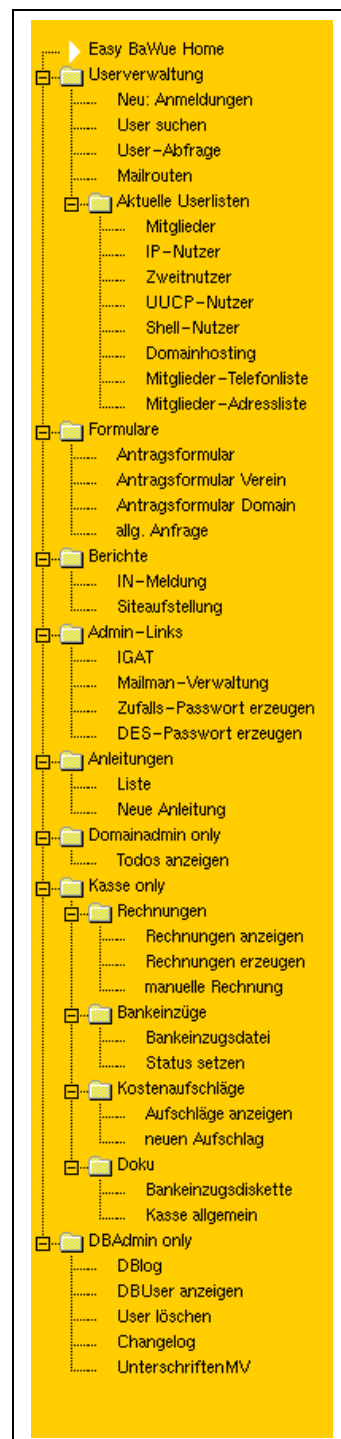 Easy BaWue Home
Userverwaltung
Neu: Anmeldungen
User suchen
User-Abfrage
Mailrouten
Aktuelle Userlisten
Mitglieder
IP-Nutzer
Zweitnutzer
UUCP-Nutzer
Shell-Nutzer
Domainhosting
Mitglieder-Telefonliste
Mitglieder-Adressliste
Formulare
Antragsformular
Antragsformular Verein
Antragsformular Domain
allg. Anfrage
Berichte
IN-Meldung
Siteaufstellung
Admin-Links
IGAT
Mailman-Verwaltung
Zufalls-Passwort erzeugen
DES-Passwort erzeugen
Anleitungen
Liste
Neue Anleitung
Domainadmin only
Todos anzeigen
Kasse only
Rechnungen
Rechnungen anzeigen
Rechnungen erzeugen
manuelle Rechnung
Bankeinzüge
Bankeinzugsdatei
Status setzen
Kostenaufschläge
Aufschläge anzeigen
neuen Aufschlag
Doku
Bankeinzugsdiskette
Kasse allgemein
DBAdmin only
DBlog
DBUser anzeigen
User löschen
Changelog
UnterschriftenMV